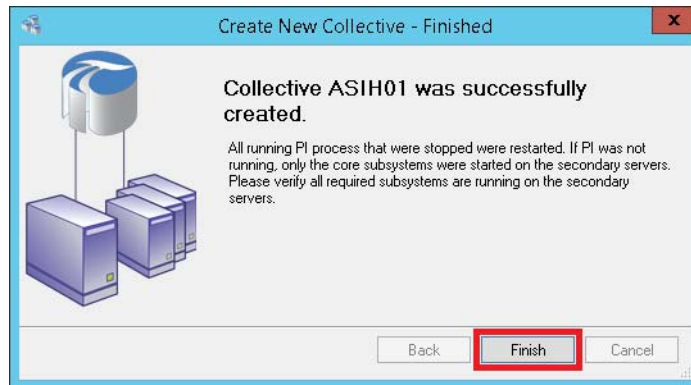 Create New Collective - Finished
x
Collective ASIH01 was successfully
created.
All running PI process that were stopped were restarted. If PI was not
running, only the core subsystems were started on the secondary servers.
Please verify all required subsystems are running on the secondary
servers.
Back
Finish
Cancel